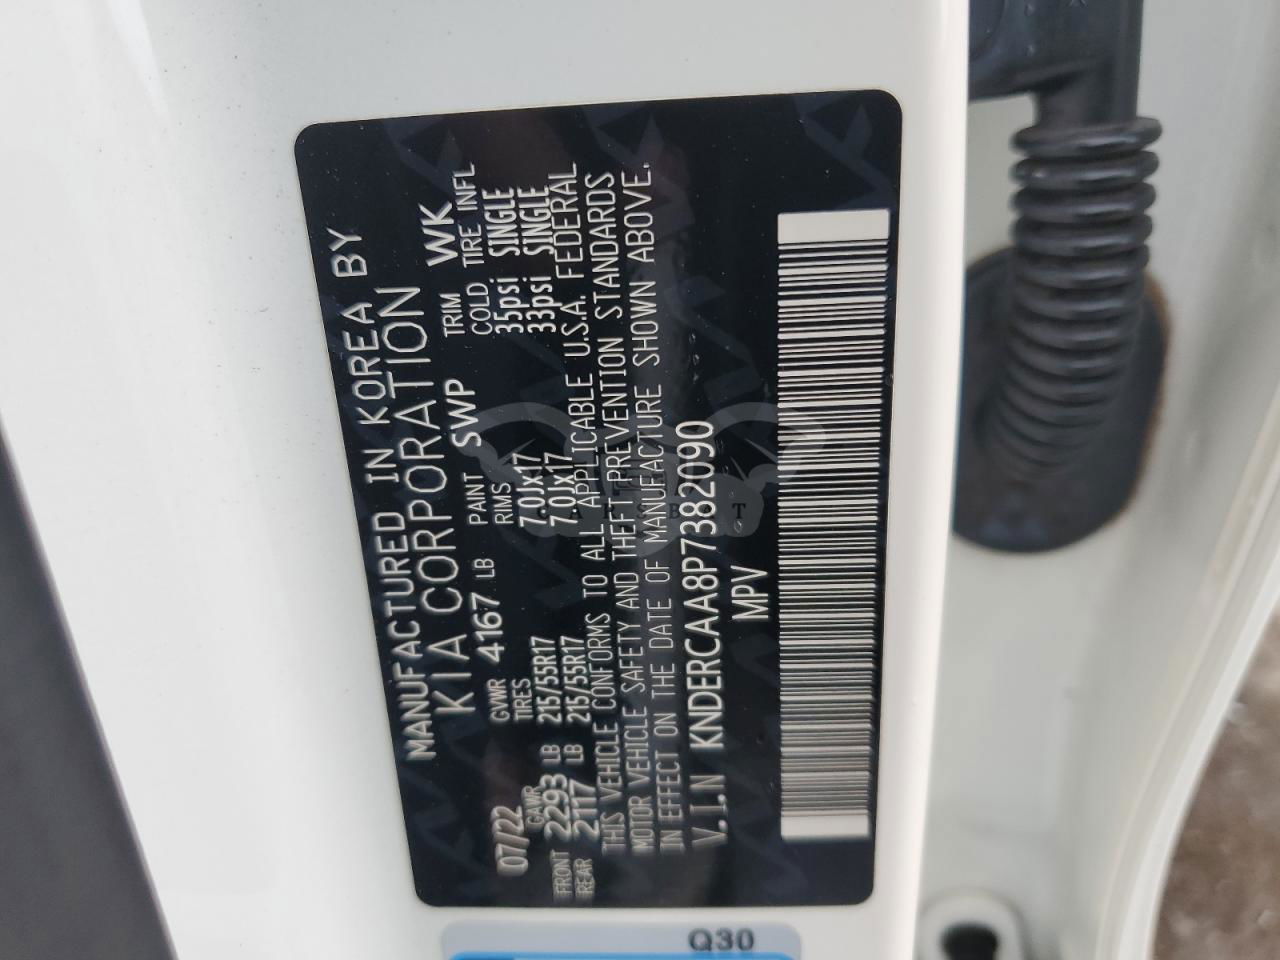 MANUFACTURED IN KOREA BY
KIA CORPORATION
07/22 GVWR 4167 LB PAINT SWP TRIM WK
GAWR TIRES RIMS COLD TIRE INFL
FRONT 2293 LB 215/55R17 7.0Jx17 35psi SINGLE
REAR 2117 LB 215/55R17 7.0Jx17 33psi SINGLE
THIS VEHICLE CONFORMS TO ALL APPLICABLE U.S.A. FEDERAL
MOTOR VEHICLE SAFETY AND THEFT PREVENTION STANDARDS
IN EFFECT ON THE DATE OF MANUFACTURE SHOWN ABOVE.
V.I.N KNDERCAA8P7382090
MPV
Q30